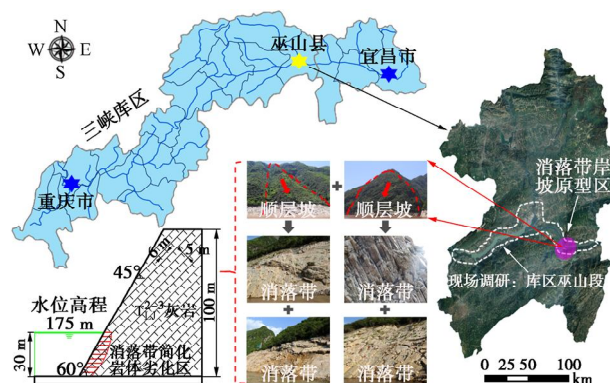 N
W E
S
巫山县
宜昌市
三峡库区
重庆市
消落带岸
坡原型区
现场调研：库区巫山段
顺层坡
顺层坡
消落带
消落带
消落带
消落带
+
+
+
45°
6 m
5 m
100 m
灰岩
水位高程
175 m
30 m
60°
消落带简化
岩体劣化区
0 25 50 100
km